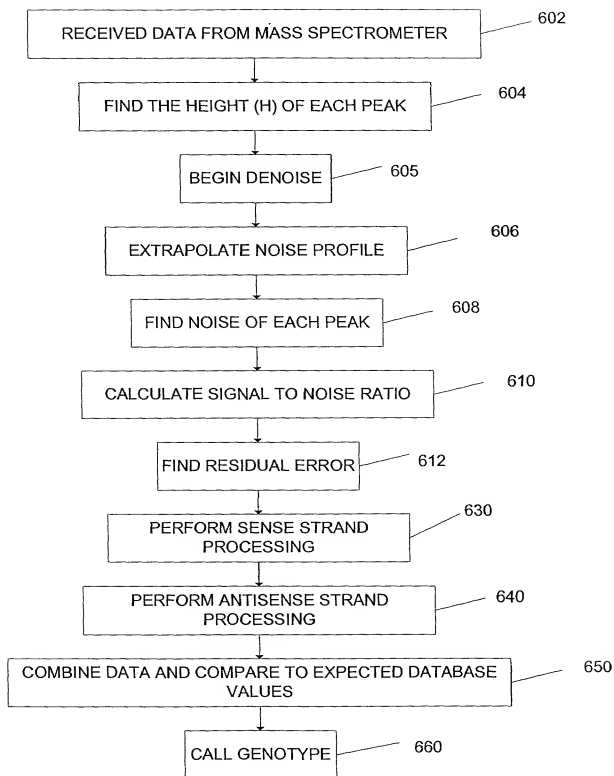 RECEIVED DATA FROM MASS SPECTROMETER
602
FIND THE HEIGHT (H) OF EACH PEAK
604
BEGIN DENOISE
605
EXTRAPOLATE NOISE PROFILE
606
FIND NOISE OF EACH PEAK
608
CALCULATE SIGNAL TO NOISE RATIO
610
FIND RESIDUAL ERROR
612
PERFORM SENSE STRAND
PROCESSING
630
PERFORM ANTISENSE STRAND
PROCESSING
640
COMBINE DATA AND COMPARE TO EXPECTED DATABASE
VALUES
650
CALL GENOTYPE
660